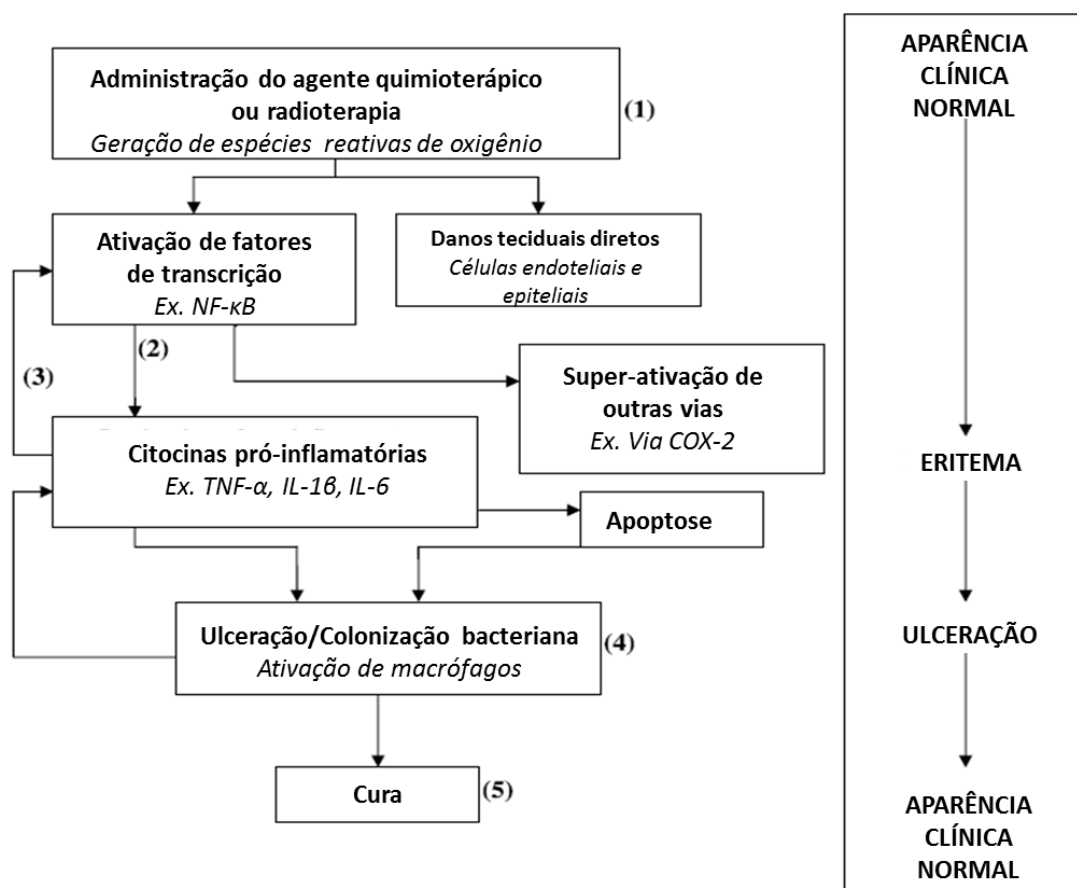 Administração do agente quimioterápico
ou radioterapia
Geração de espécies reativas de oxigênio
(1)
Ativação de fatores
de transcrição
Ex. NF-κB
Danos teciduais diretos
Células endoteliais e
epiteliais
(2)
(3)
Super-ativação de
outras vias
Ex. Via COX-2
Citocinas pró-inflamatórias
Ex. TNF-α, IL-1β, IL-6
Apoptose
Ulceração/Colonização bacteriana
Ativação de macrófagos
(4)
Cura
(5)
APARÊNCIA
CLÍNICA
NORMAL
ERITEMA
ULCERAÇÃO
APARÊNCIA
CLÍNICA
NORMAL